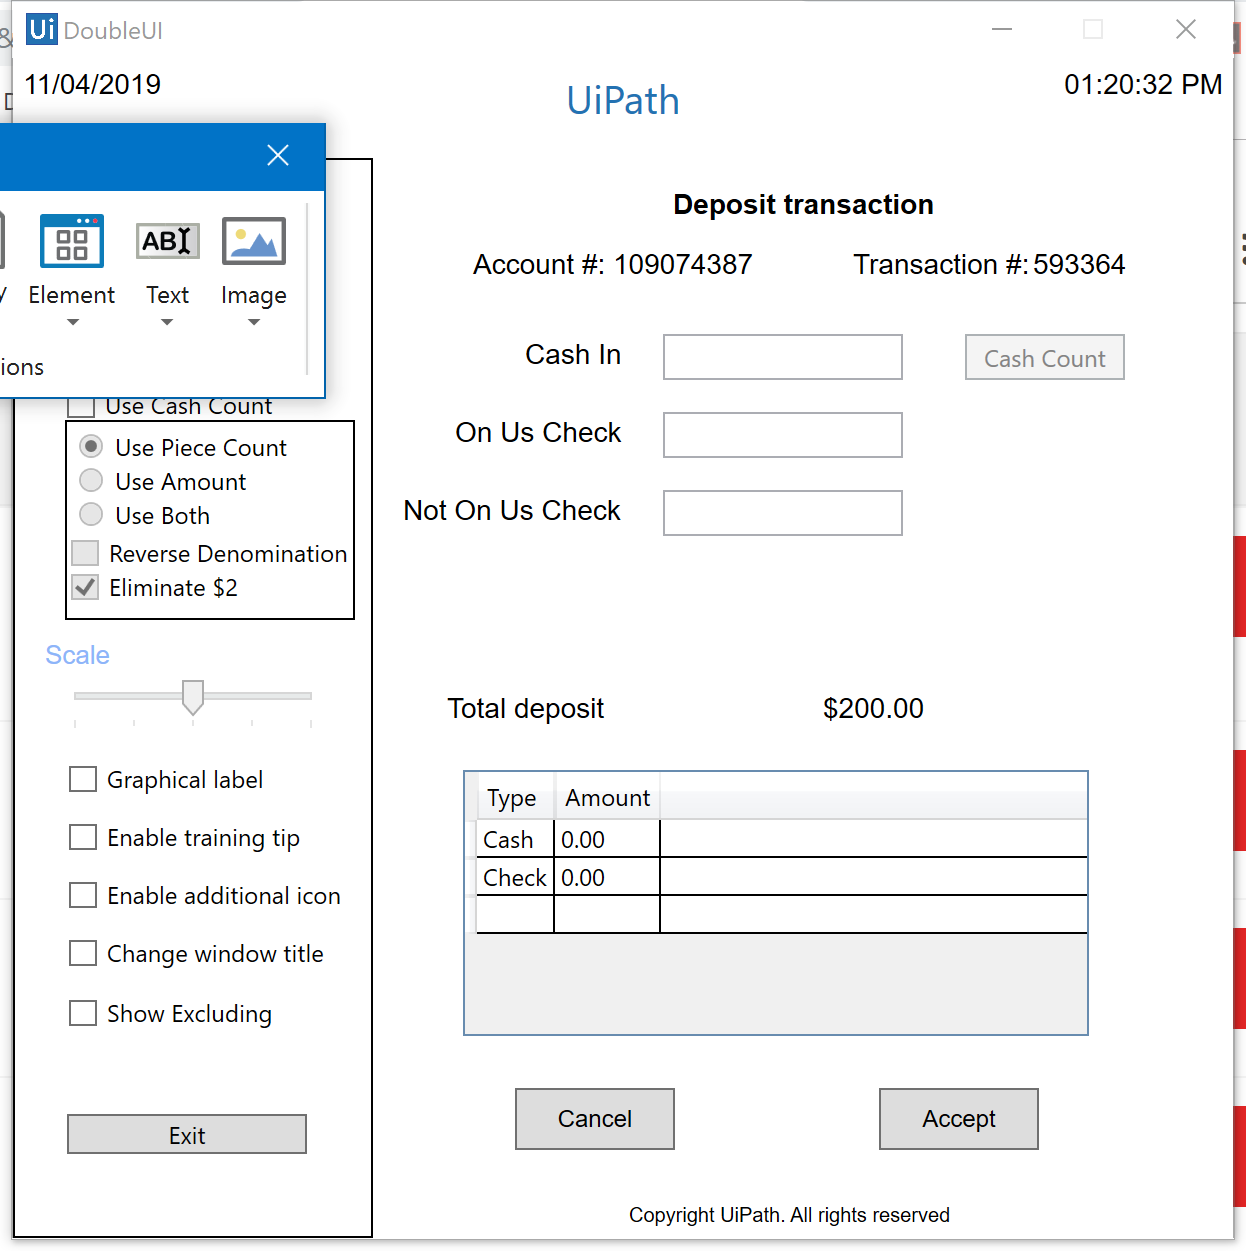 Ui DoubleUI
11/04/2019
01:20:32 PM
UiPath
Element
Text
Image
ions
Use Cash Count
Use Piece Count
Use Amount
Use Both
Reverse Denomination
Eliminate $2
Scale
Graphical label
Enable training tip
Enable additional icon
Change window title
Show Excluding
Exit
Deposit transaction
Account #: 109074387
Transaction #: 593364
Cash In
Cash Count
On Us Check
Not On Us Check
Total deposit
$200.00
Type Amount
Cash 0.00
Check 0.00
Cancel
Accept
Copyright UiPath. All rights reserved